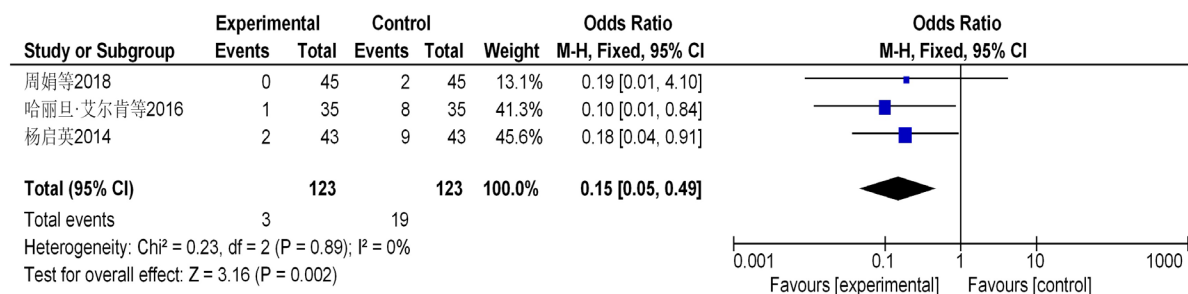 Experimental Control Odds Ratio Odds Ratio
Study or Subgroup Events Total Events Total Weight M-H, Fixed, 95% CI M-H, Fixed, 95% CI
周娟等2018 0 45 2 45 13.1% 0.19 [0.01, 4.10]
哈丽旦·艾尔肯等2016 1 35 8 35 41.3% 0.10 [0.01, 0.84]
杨启英2014 2 43 9 43 45.6% 0.18 [0.04, 0.91]
Total (95% CI) 123 123 100.0% 0.15 [0.05, 0.49]
Total events 3 19
Heterogeneity: Chi² = 0.23, df = 2 (P = 0.89); I² = 0%
Test for overall effect: Z = 3.16 (P = 0.002)
0.001 0.1 1 10 1000
Favours [experimental] Favours [control]